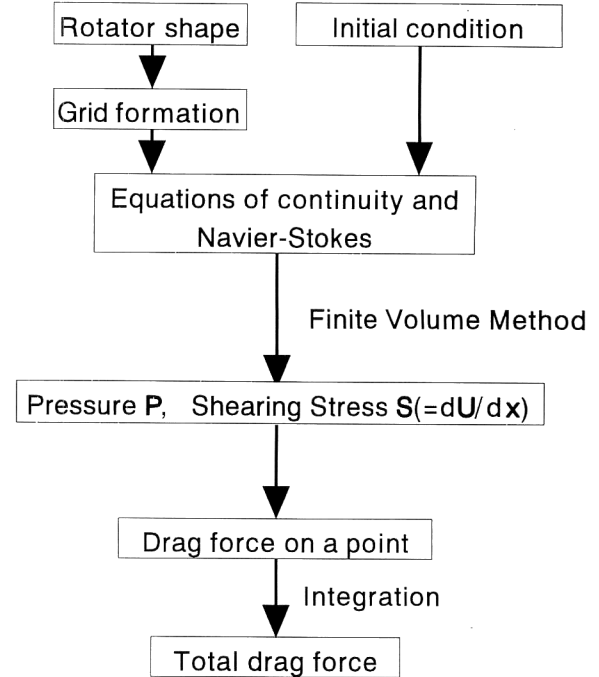 Rotator shape
Initial condition
Grid formation
Equations of continuity and
Navier-Stokes
Finite Volume Method
Pressure P, Shearing Stress S(=dU/dx)
Drag force on a point
Integration
Total drag force